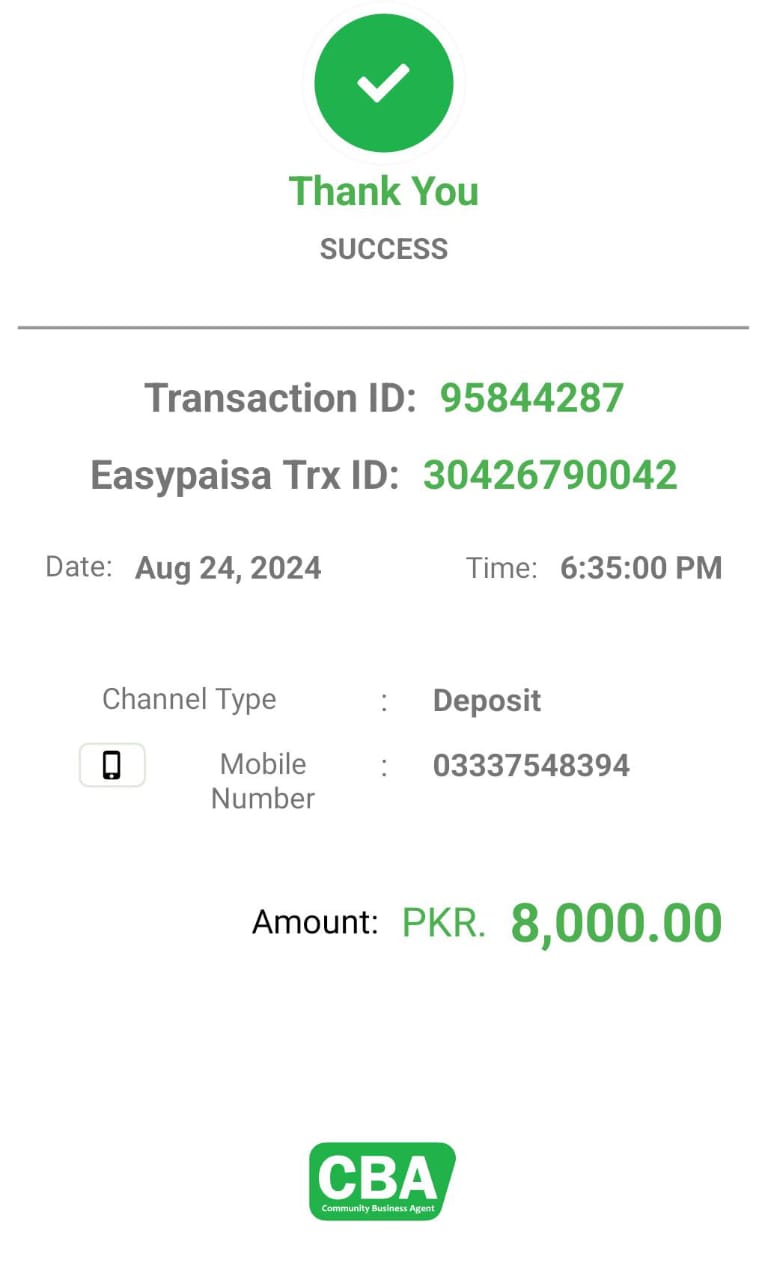 Thank You
SUCCESS
Transaction ID: 95844287
Easypaisa Trx ID: 30426790042
Date: Aug 24, 2024 Time: 6:35:00 PM
Channel Type : Deposit
Mobile : 03337548394
Number
Amount: PKR. 8,000.00
CBA
Community Business Agent